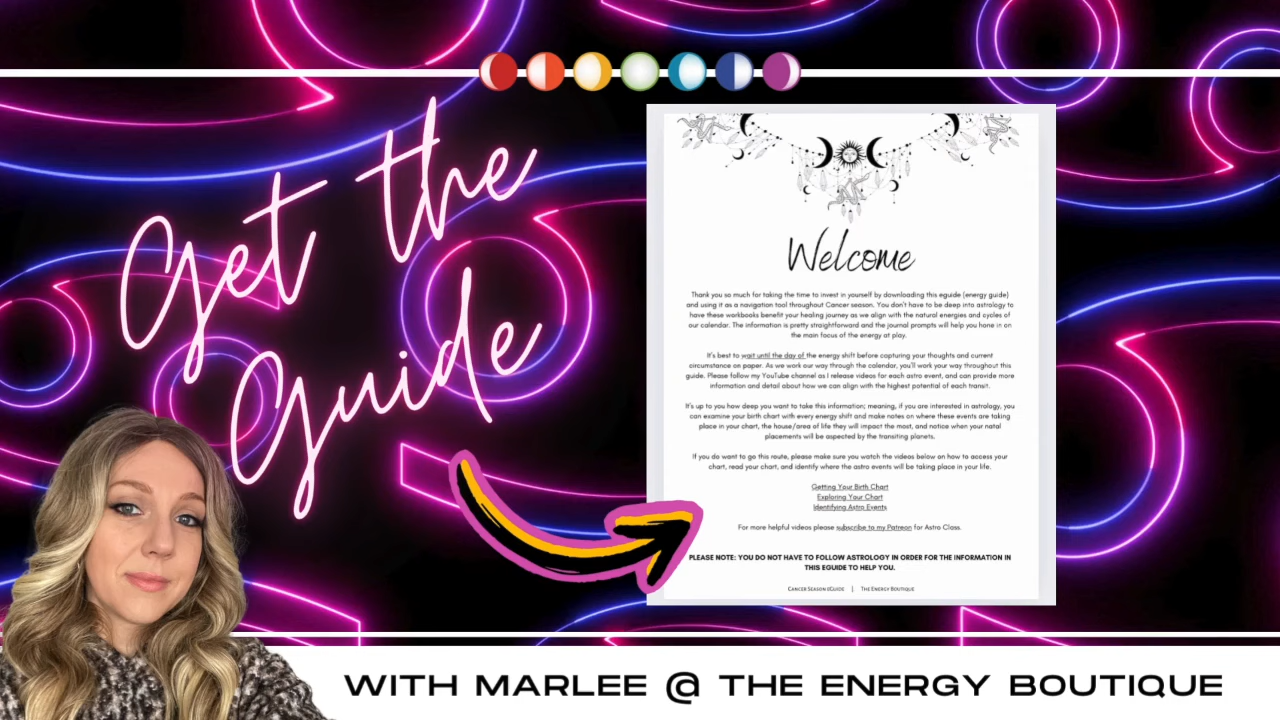 Get the
Guide
Welcome
Thank you so much for taking the time to invest in yourself by downloading this eguide (energy guide)
and using it as a navigation tool throughout Cancer season. You don't have to be deep into astrology to
have these workbooks benefit your healing journey as we align with the natural energies and cycles of
our calendar. The information is pretty straightforward and the journal prompts will help you hone in on
the main focus of the energy at play.
It's best to wait until the day of the energy shift before capturing your thoughts and current
circumstance on paper. As we work our way through the calendar, you'll work your way throughout this
guide. Please follow my YouTube channel as I release videos for each astro event, and can provide more
information and detail about how we can align with the highest potential of each transit.
It's up to you how deep you want to take this information; meaning, if you are interested in astrology, you
can examine your birth chart with every energy shift and make notes on where these events are taking
place in your chart, the house/area of life they will impact the most, and notice when your natal
placements will be aspected by the transiting planets.
If you do want to go this route, please make sure you watch the videos below on how to access your
chart, read your chart, and identify where the astro events will be taking place in your life.
Getting Your Birth Chart
Exploring Your Chart
Identifying Astro Events
For more helpful videos please subscribe to my Patreon for Astro Class.
PLEASE NOTE: YOU DO NOT HAVE TO FOLLOW ASTROLOGY IN ORDER FOR THE INFORMATION IN
THIS EGUIDE TO HELP YOU.
Cancer Season eGuide | The Energy Boutique
WITH MARLEE @ THE ENERGY BOUTIQUE